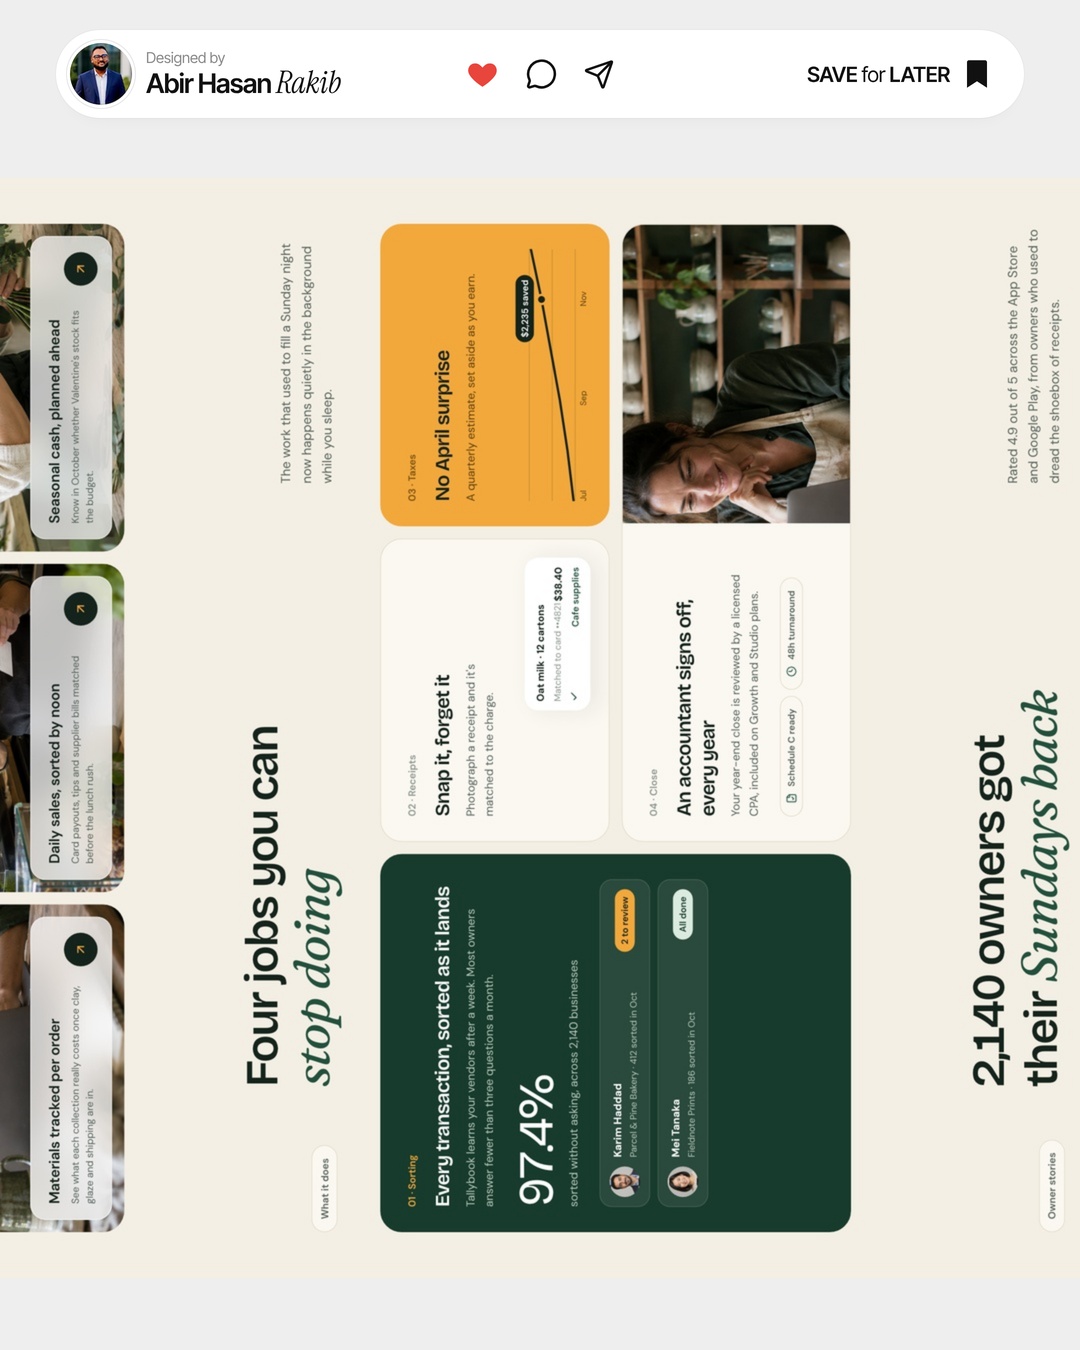 Designed by
Abir Hasan Rakib
SAVE for LATER
Materials tracked per order
See what each collection really costs once clay,
glaze and shipping are in.
Daily sales, sorted by noon
Card payouts, tips and supplier bills matched
before the lunch rush.
Seasonal cash, planned ahead
Know in October whether Valentine's stock fits
the budget.
What it does
Four jobs you can
stop doing
The work that used to fill a Sunday night
now happens quietly in the background
while you sleep.
01 · Sorting
Every transaction, sorted as it lands
Tallybook learns your vendors after a week. Most owners
answer fewer than three questions a month.
97.4%
sorted without asking, across 2,140 businesses
Karim Haddad
Parcel & Pine Bakery · 412 sorted in Oct
2 to review
Mei Tanaka
Fieldnote Prints · 186 sorted in Oct
All done
02 · Receipts
Snap it, forget it
Photograph a receipt and it's
matched to the charge.
Oat milk · 12 cartons
Matched to card ··4821 $38.40
Cafe supplies
03 · Taxes
No April surprise
A quarterly estimate, set aside as you earn.
$2,235 saved
Jul
Sep
Nov
04 · Close
An accountant signs off,
every year
Your year-end close is reviewed by a licensed
CPA, included on Growth and Studio plans.
Schedule C ready
48h turnaround
Owner stories
2,140 owners got
their Sundays back
Rated 4.9 out of 5 across the App Store
and Google Play, from owners who used to
dread the shoebox of receipts.